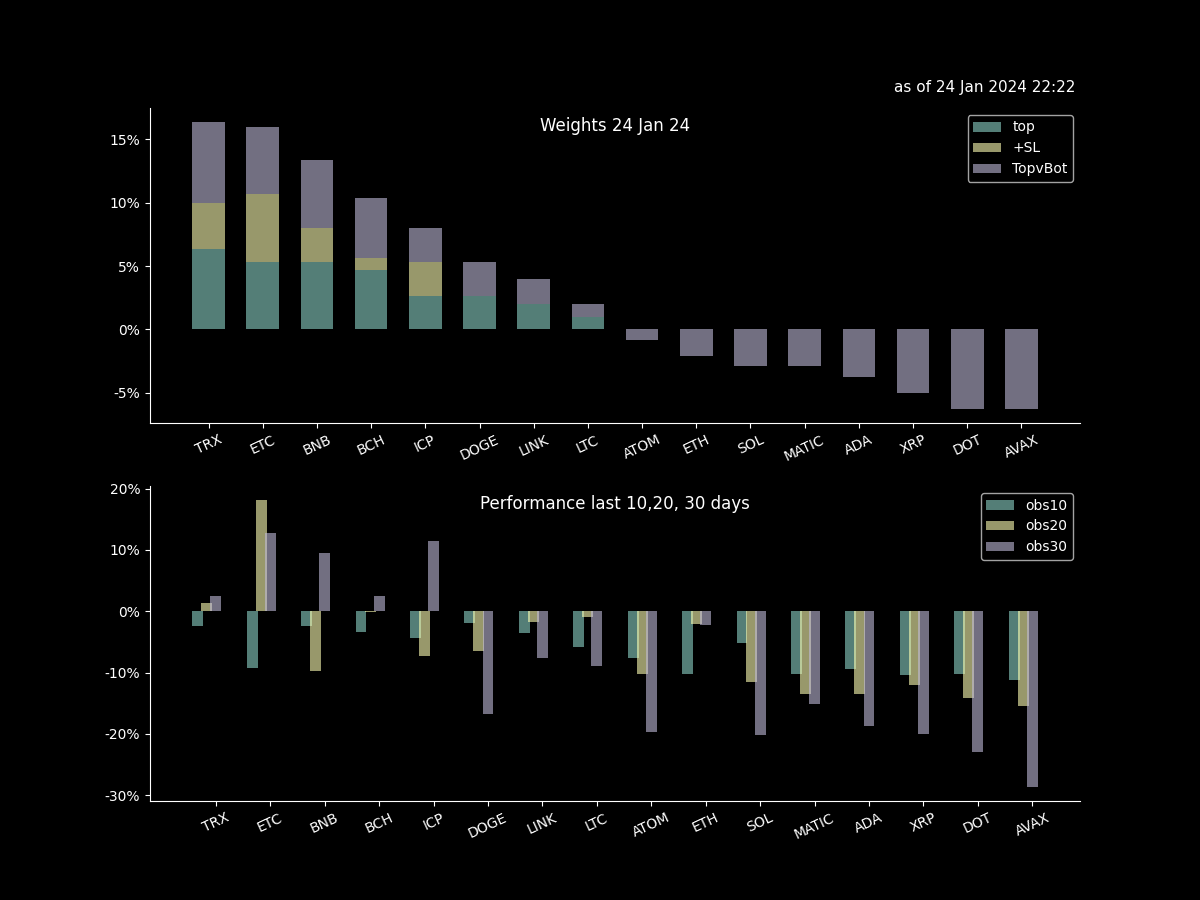 as of 24 Jan 2024 22:22
Weights 24 Jan 24
top
+SL
TopvBot
15%
10%
5%
0%
-5%
TRX ETC BNB BCH ICP DOGE LINK LTC ATOM ETH SOL MATIC ADA XRP DOT AVAX
Performance last 10,20, 30 days
obs10
obs20
obs30
20%
10%
0%
-10%
-20%
-30%
TRX ETC BNB BCH ICP DOGE LINK LTC ATOM ETH SOL MATIC ADA XRP DOT AVAX